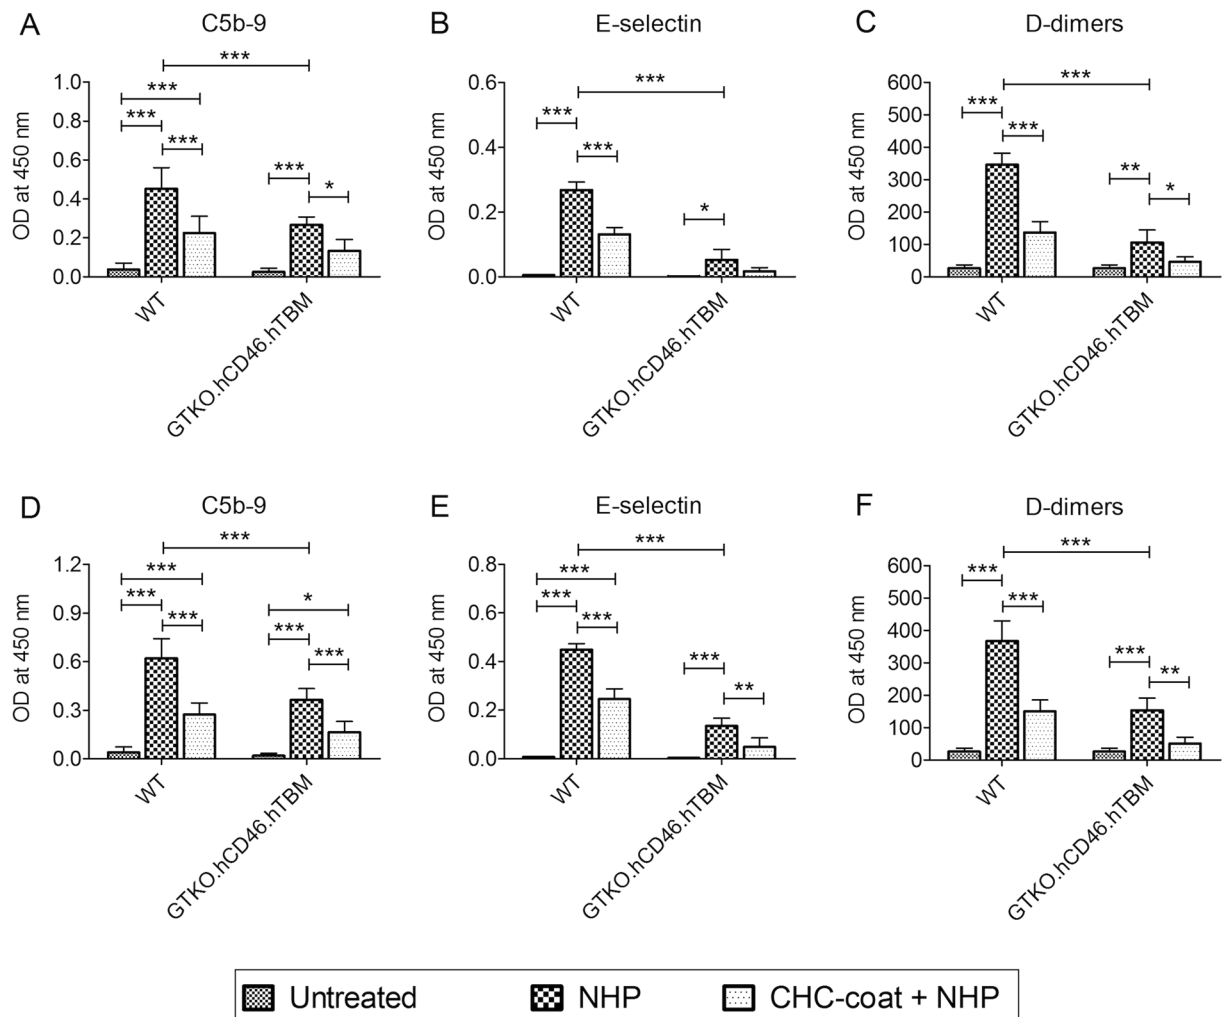 A
C5b-9
B
E-selectin
C
D-dimers
***
***
***
***
***
*
OD at 450 nm
1.0
0.8
0.6
0.4
0.2
0.0
WT
GTKO.hCD46.hTBM
***
***
***
*
OD at 450 nm
0.6
0.4
0.2
0.0
WT
GTKO.hCD46.hTBM
***
***
***
**
*
OD at 450 nm
600
500
400
300
200
100
0
WT
GTKO.hCD46.hTBM
D
C5b-9
E
E-selectin
F
D-dimers
***
***
***
***
*
***
***
OD at 450 nm
1.2
0.9
0.6
0.3
0.0
WT
GTKO.hCD46.hTBM
***
***
***
***
***
**
OD at 450 nm
0.8
0.6
0.4
0.2
0.0
WT
GTKO.hCD46.hTBM
***
***
***
***
**
OD at 450 nm
600
500
400
300
200
100
0
WT
GTKO.hCD46.hTBM
Untreated NHP CHC-coat + NHP